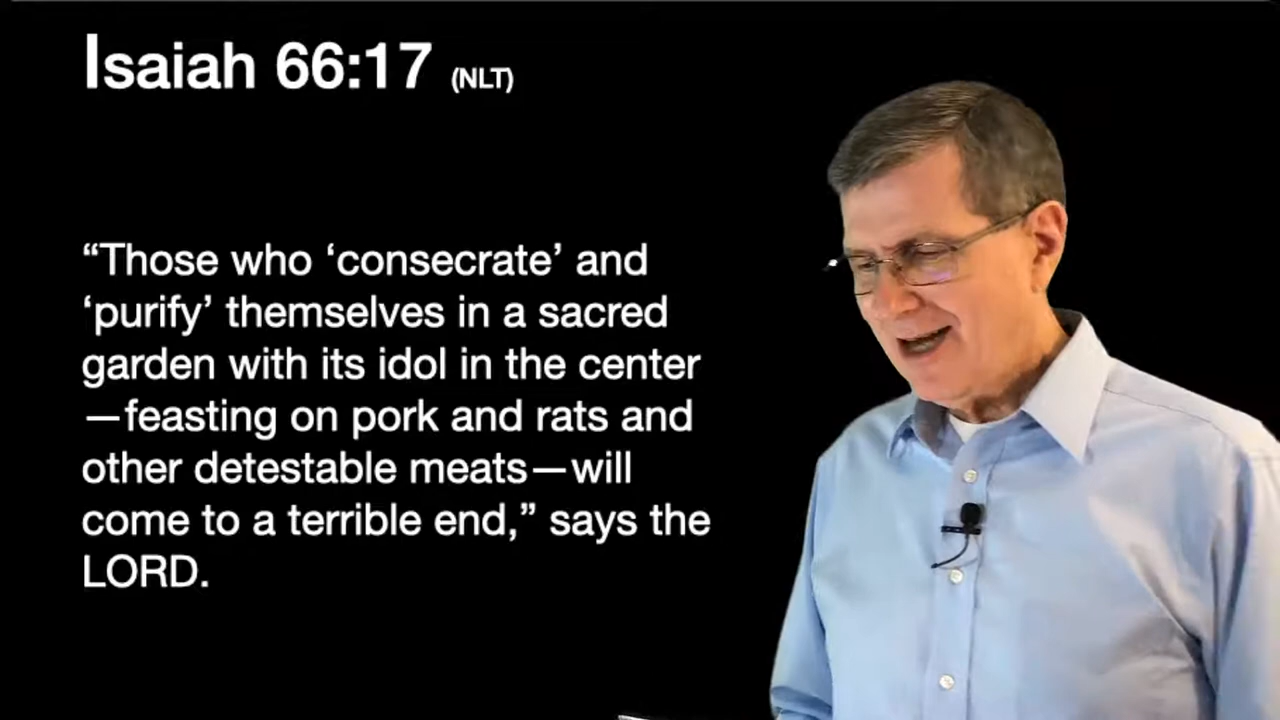 Isaiah 66:17 (NLT)
“Those who ‘consecrate’ and
‘purify’ themselves in a sacred
garden with its idol in the center
—feasting on pork and rats and
other detestable meats—will
come to a terrible end,” says the
LORD.